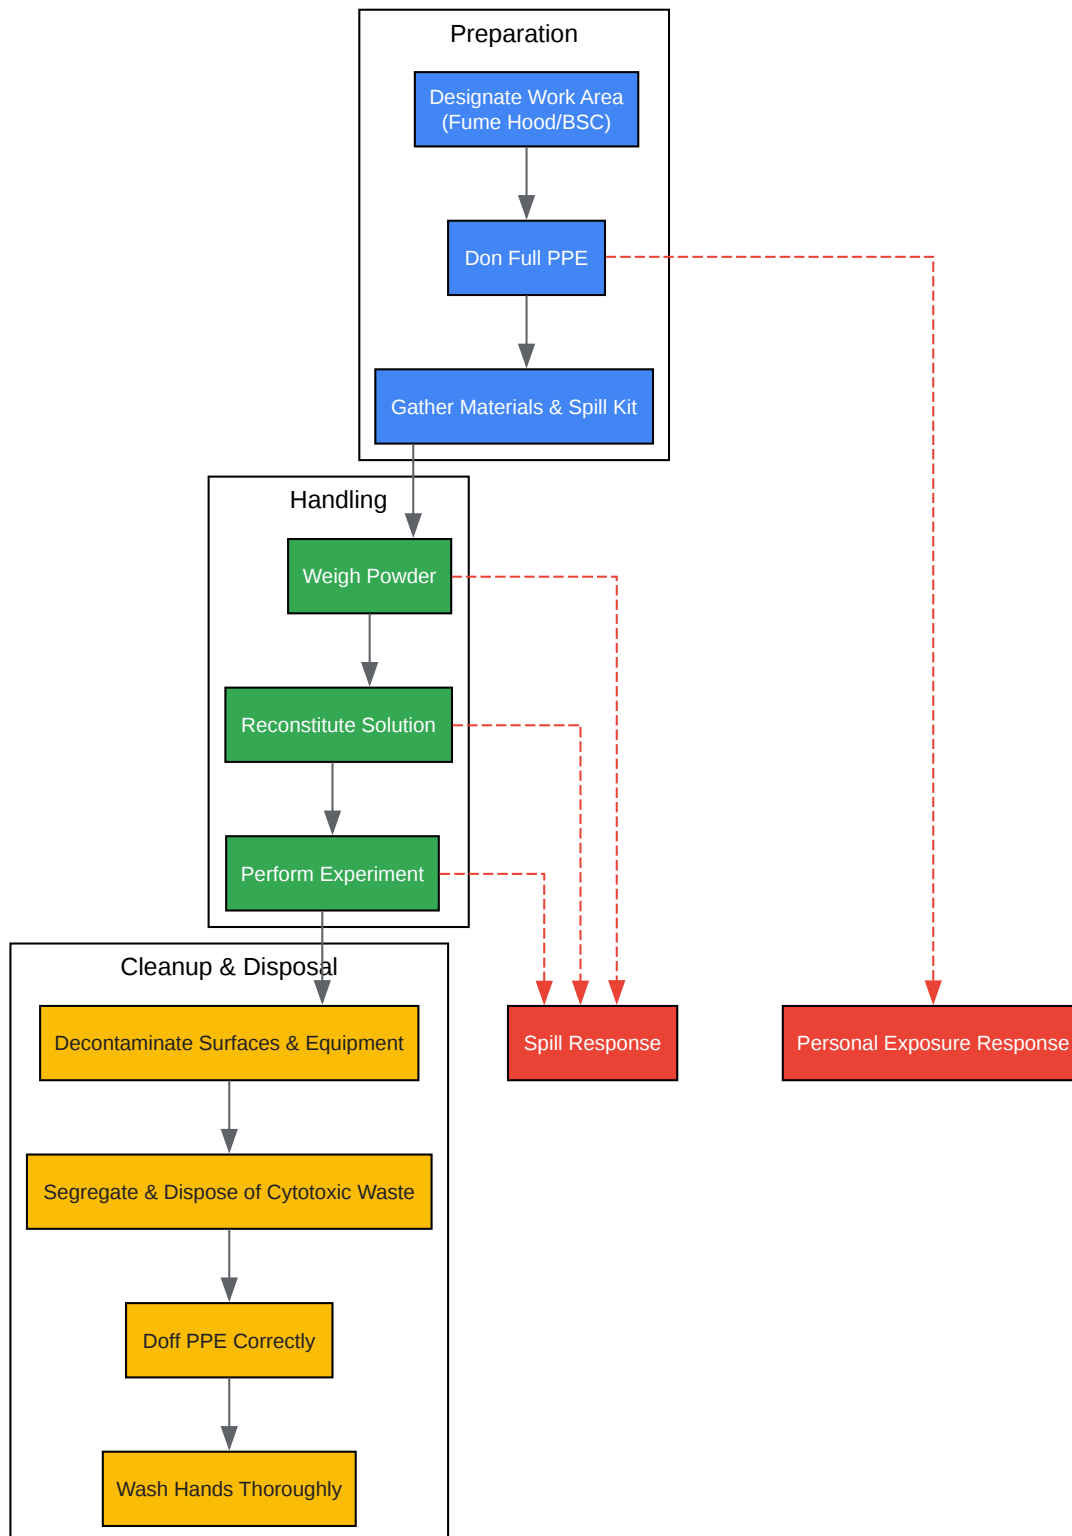 Preparation
Designate Work Area
(Fume Hood/BSC)
Don Full PPE
Gather Materials & Spill Kit
Handling
Weigh Powder
Reconstitute Solution
Perform Experiment
Cleanup & Disposal
Decontaminate Surfaces & Equipment
Spill Response
Personal Exposure Response
Segregate & Dispose of Cytotoxic Waste
Doff PPE Correctly
Wash Hands Thoroughly